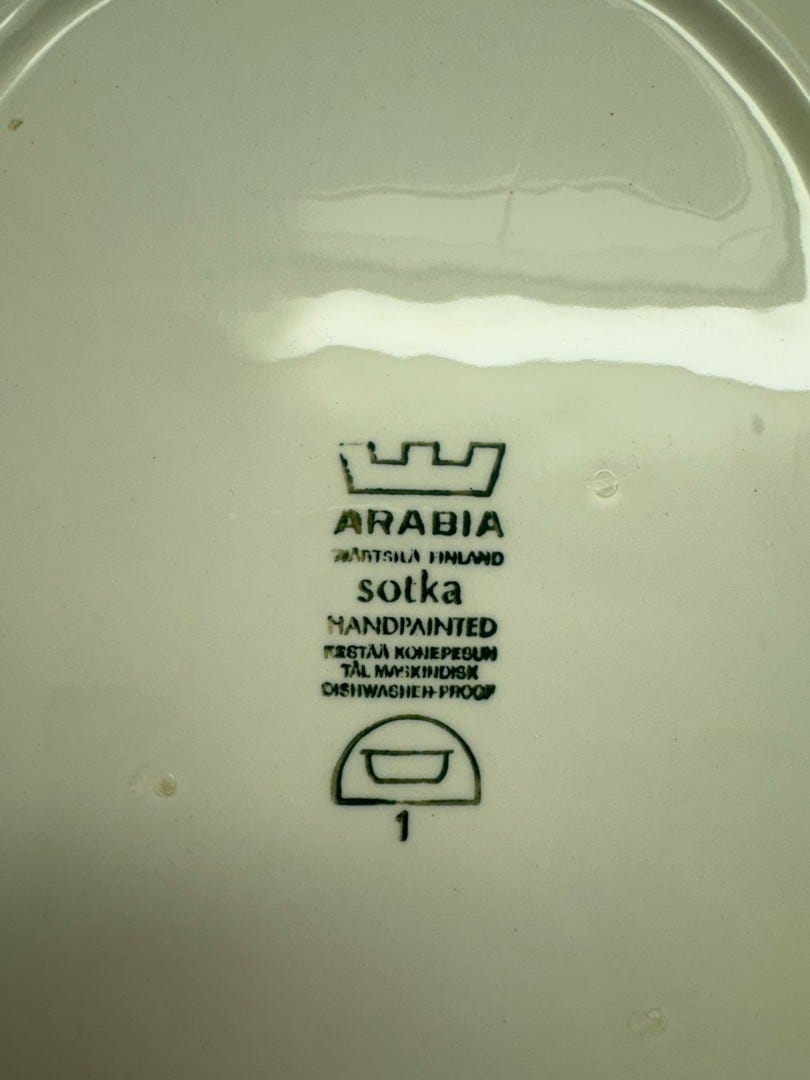 ARABIA
WÄRTSILÄ FINLAND
sotka
HANDPAINTED
KESTÄÄ KONEPESUN
TÅL MASKINDISK
DISHWASHER-PROOF
1